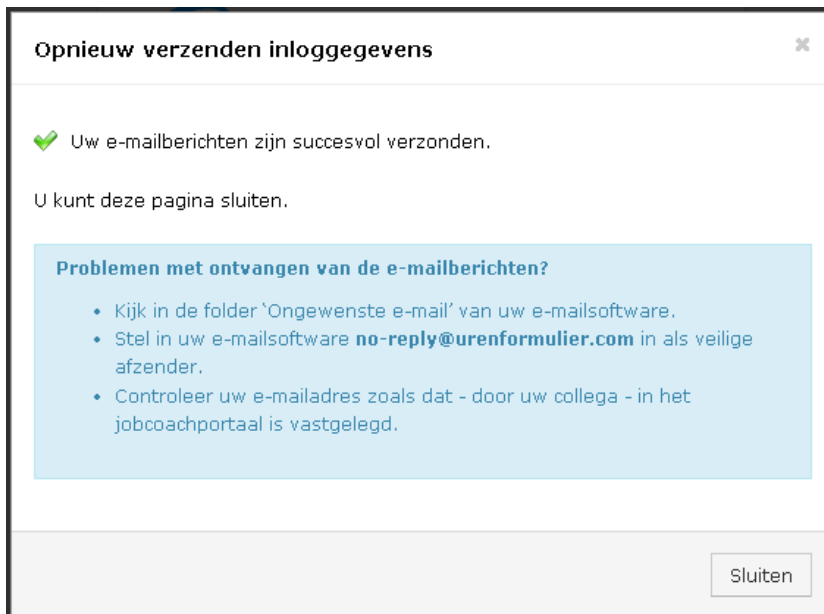 Opnieuw verzenden inloggegevens
Uw e-mailberichten zijn succesvol verzonden.
U kunt deze pagina sluiten.
Problemen met ontvangen van de e-mailberichten?
• Kijk in de folder ‘Ongewenste e-mail’ van uw e-mailsoftware.
• Stel in uw e-mailsoftware no-reply@urenformulier.com in als veilige
afzender.
• Controleer uw e-mailadres zoals dat - door uw collega - in het
jobcoachportaal is vastgelegd.
Sluiten